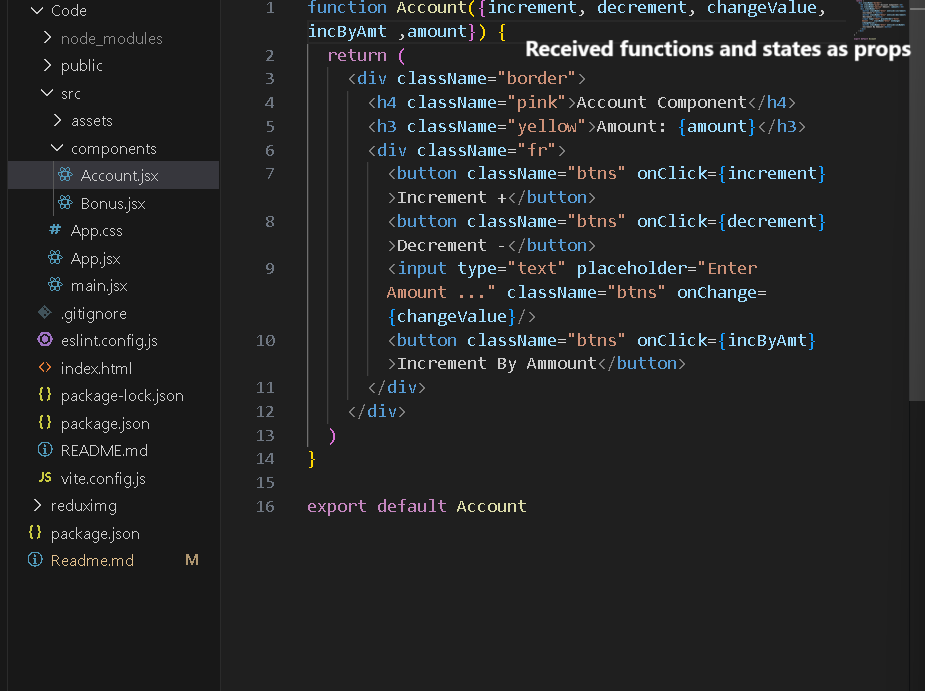 Code
node_modules
public
src
assets
components
Account.jsx
Bonus.jsx
# App.css
App.jsx
main.jsx
.gitignore
eslint.config.js
<> index.html
{} package-lock.json
{} package.json
README.md
JS vite.config.js
reduximg
{} package.json
Readme.md M
1 function Account({increment, decrement, changeValue,
incByAmt ,amount}) {
Received functions and states as props
2 return (
3 <div className="border">
4 <h4 className="pink">Account Component</h4>
5 <h3 className="yellow">Amount: {amount}</h3>
6 <div className="fr">
7 <button className="btns" onClick={increment}
>Increment +</button>
8 <button className="btns" onClick={decrement}
>Decrement -</button>
9 <input type="text" placeholder="Enter
Amount ..." className="btns" onChange=
{changeValue}/>
10 <button className="btns" onClick={incByAmt}
>Increment By Ammount</button>
11 </div>
12 </div>
13 )
14 }
15
16 export default Account